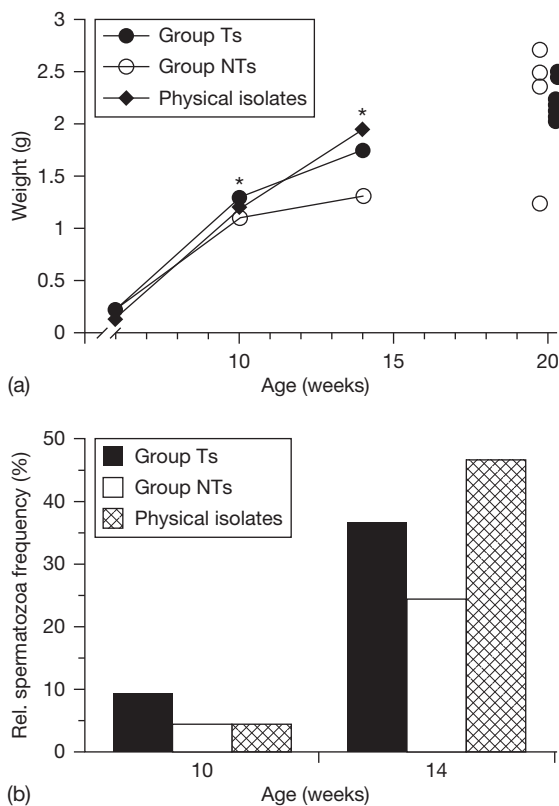 3
2.5
2
1.5
1
0.5
0
Weight (g)
Group Ts
Group NTs
Physical isolates
*
*
10
15
20
Age (weeks)
(a)
50
40
30
20
10
0
Rel. spermatozoa frequency (%)
Group Ts
Group NTs
Physical isolates
10
14
Age (weeks)
(b)